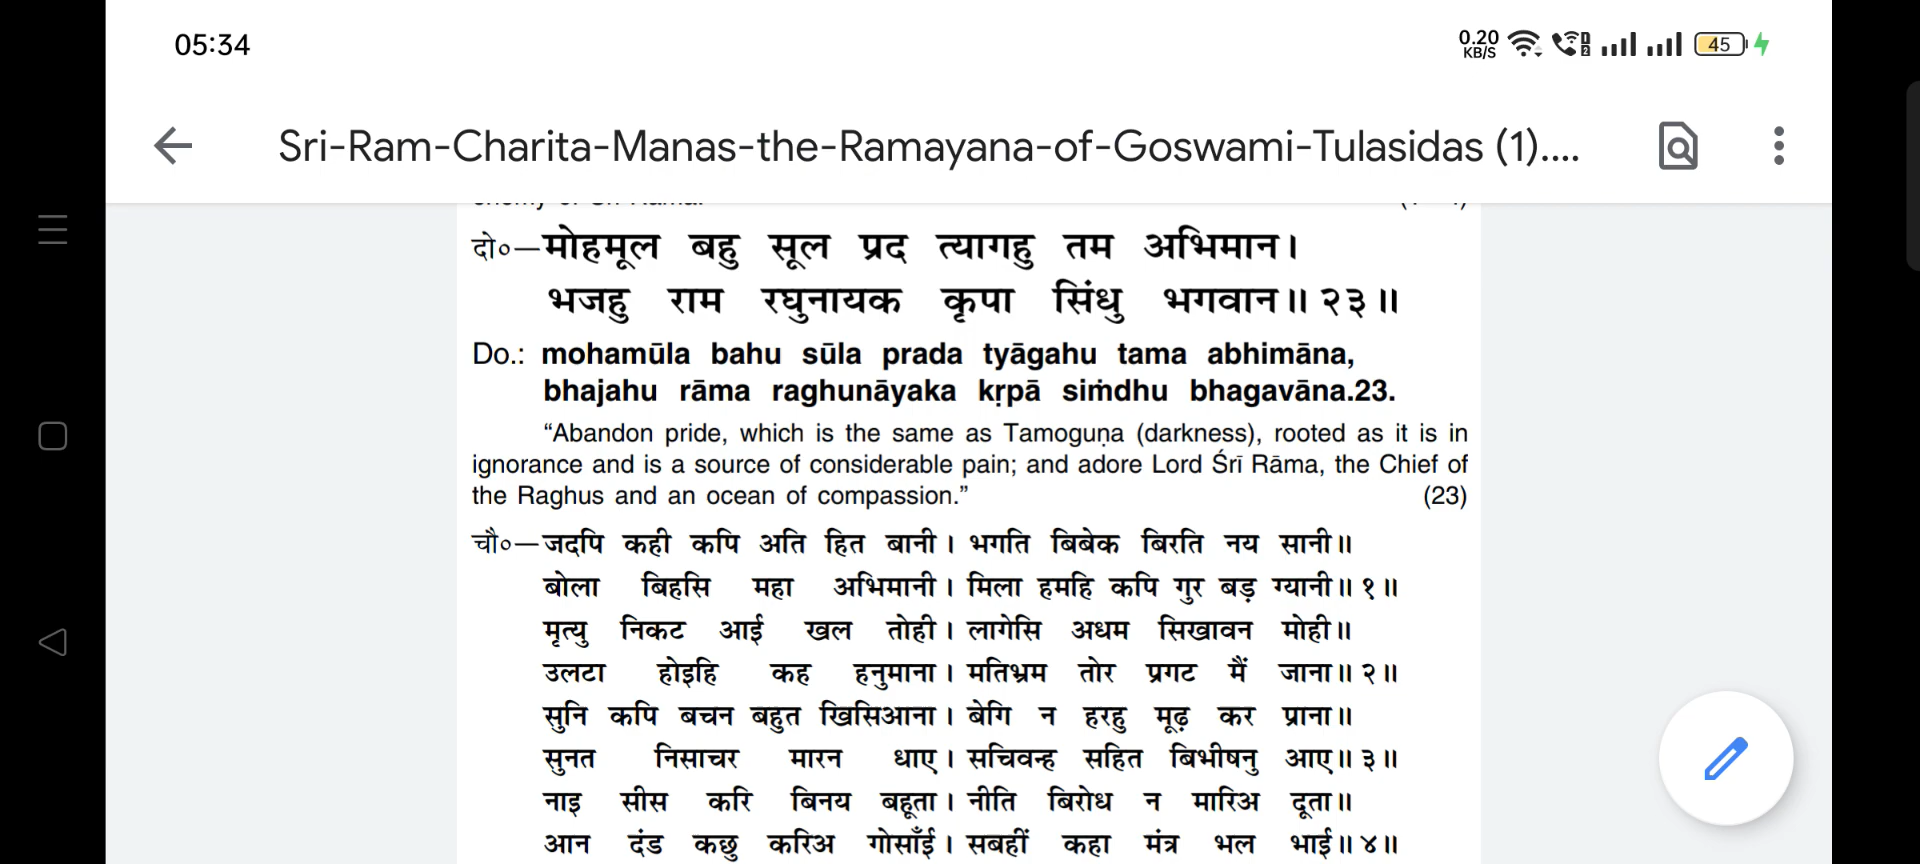 05:34
0.20 KB/S
45
Sri-Ram-Charita-Manas-the-Ramayana-of-Goswami-Tulasidas (1)....
दो०—मोहमूल बहु सूल प्रद त्यागहु तम अभिमान।
भजहु राम रघुनायक कृपा सिंधु भगवान॥ २३॥
Do.: mohamūla bahu sūla prada tyāgahu tama abhimāna,
bhajahu rāma raghunāyaka kṛpā siṁdhu bhagavāna.23.
“Abandon pride, which is the same as Tamoguṇa (darkness), rooted as it is in
ignorance and is a source of considerable pain; and adore Lord Śrī Rāma, the Chief of
the Raghus and an ocean of compassion.” (23)
चौ०—जदपि कही कपि अति हित बानी। भगति बिबेक बिरति नय सानी॥
बोला बिहसि महा अभिमानी। मिला हमहि कपि गुर बड़ ग्यानी॥ १॥
मृत्यु निकट आई खल तोही। लागेसि अधम सिखावन मोही॥
उलटा होइहि कह हनुमाना। मतिभ्रम तोर प्रगट मैं जाना॥ २॥
सुनि कपि बचन बहुत खिसिआना। बेगि न हरहु मूढ़ कर प्राना॥
सुनत निसाचर मारन धाए। सचिवन्ह सहित बिभीषनु आए॥ ३॥
नाइ सीस करि बिनय बहूता। नीति बिरोध न मारिअ दूता॥
आन दंड कछु करिअ गोसाँई। सबहीं कहा मंत्र भल भाई॥ ४॥